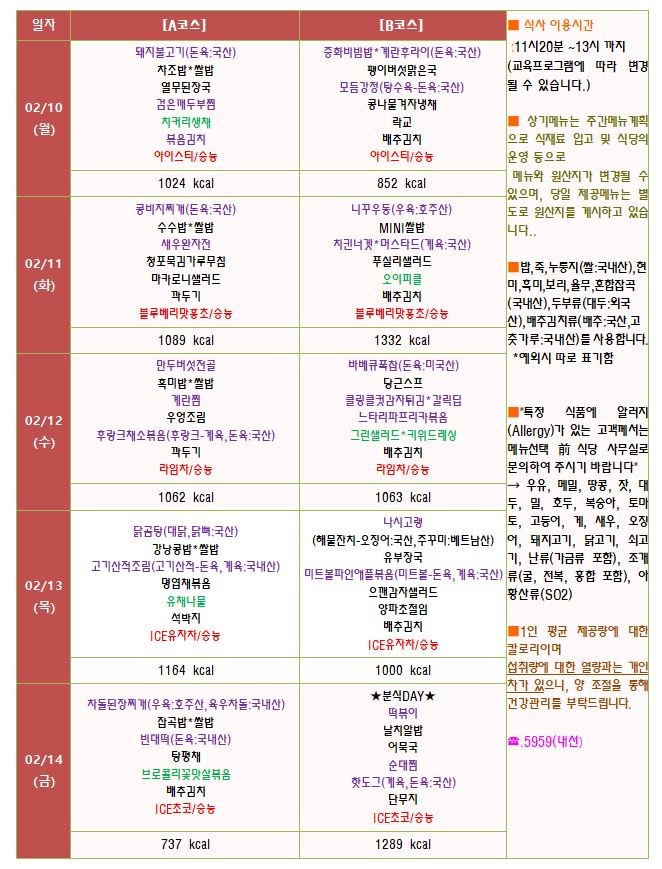 일자
[A코스]
[B코스]
02/10
(월)
돼지불고기(돈육:국산)
차조밥*쌀밥
열무된장국
검은깨두부찜
치커리생채
볶음김치
아이스티/숭늉
1024 kcal
중화비빔밥*계란후라이(돈육:국산)
팽이버섯맑은국
모듬강정(탕수육-돈육:국산)
콩나물겨자냉채
락교
배추김치
아이스티/숭늉
852 kcal
02/11
(화)
콩비지찌개(돈육:국산)
수수밥*쌀밥
새우완자전
청포묵김가루무침
마카로니샐러드
깍두기
블루베리맛홍초/숭늉
1089 kcal
나꾸우동(우육:호주산)
MINI쌀밥
치킨너겟*머스타드(계육:국산)
푸실리샐러드
오이피클
배추김치
블루베리맛홍초/숭늉
1332 kcal
02/12
(수)
만두버섯전골
흑미밥*쌀밥
계란찜
우엉조림
후랑크채소볶음(후랑크-계육,돈육:국산)
깍두기
라임차/숭늉
1062 kcal
바베큐폭찹(돈육:미국산)
당근스프
클링클컷감자튀김*갈릭딥
느타리파프리카볶음
그린샐러드*키위드레싱
배추김치
라임차/숭늉
1063 kcal
02/13
(목)
닭곰탕(대닭,닭뼈:국산)
강낭콩밥*쌀밥
고기산적조림(고기산적-돈육,계육:국내산)
명엽채볶음
유채나물
석박지
ICE유자차/숭늉
1164 kcal
나시고랭
(해물잔치-오징어:국산,주꾸미:베트남산)
유부장국
미트볼파인애플볶음(미트볼-돈육,계육:국산)
으깬감자샐러드
양파초절임
배추김치
ICE유자차/숭늉
1000 kcal
02/14
(금)
차돌된장찌개(우육:호주산,육우차돌:국내산)
잡곡밥*쌀밥
빈대떡(돈육:국내산)
탕평채
브로콜리꽃맛살볶음
배추김치
ICE초코/숭늉
737 kcal
★분식DAY★
떡볶이
날치알밥
어묵국
순대찜
핫도그(계육,돈육:국산)
단무지
ICE초코/숭늉
1289 kcal
■ 식사 이용시간
:11시20분 ~13시 까지
(교육프로그램에 따라 변경
될 수 있습니다.)
■ 상기메뉴는 주간메뉴계획
으로 식재료 입고 및 식당의
운영 등으로
메뉴와 원산지가 변경될 수
있으며, 당일 제공메뉴는 별
도로 원산지를 게시하고 있습
니다..
■밥,죽,누룽지(쌀:국내산),현
미,흑미,보리,율무,혼합잡곡
(국내산),두부류(대두:외국
산),배추김치류(배추:국산,고
춧가루:국내산)를 사용합니다.
*예외시 따로 표기함
■"특정 식품에 알러지
(Allergy)가 있는 고객께서는
메뉴선택 前 식당 사무실로
문의하여 주시기 바랍니다"
→ 우유, 메밀, 땅콩, 잣, 대
두, 밀, 호두, 복숭아, 토마
토, 고등어, 게, 새우, 오징
어, 돼지고기, 닭고기, 쇠고
기, 난류(가금류 포함), 조개
류(굴, 전복, 홍합 포함), 아
황산류(SO2)
■1인 평균 제공량에 대한
칼로리이며
섭취량에 대한 열량과는 개인
차가 있으니, 양 조절을 통해
건강관리를 부탁드립니다.
☎.5959(내선)